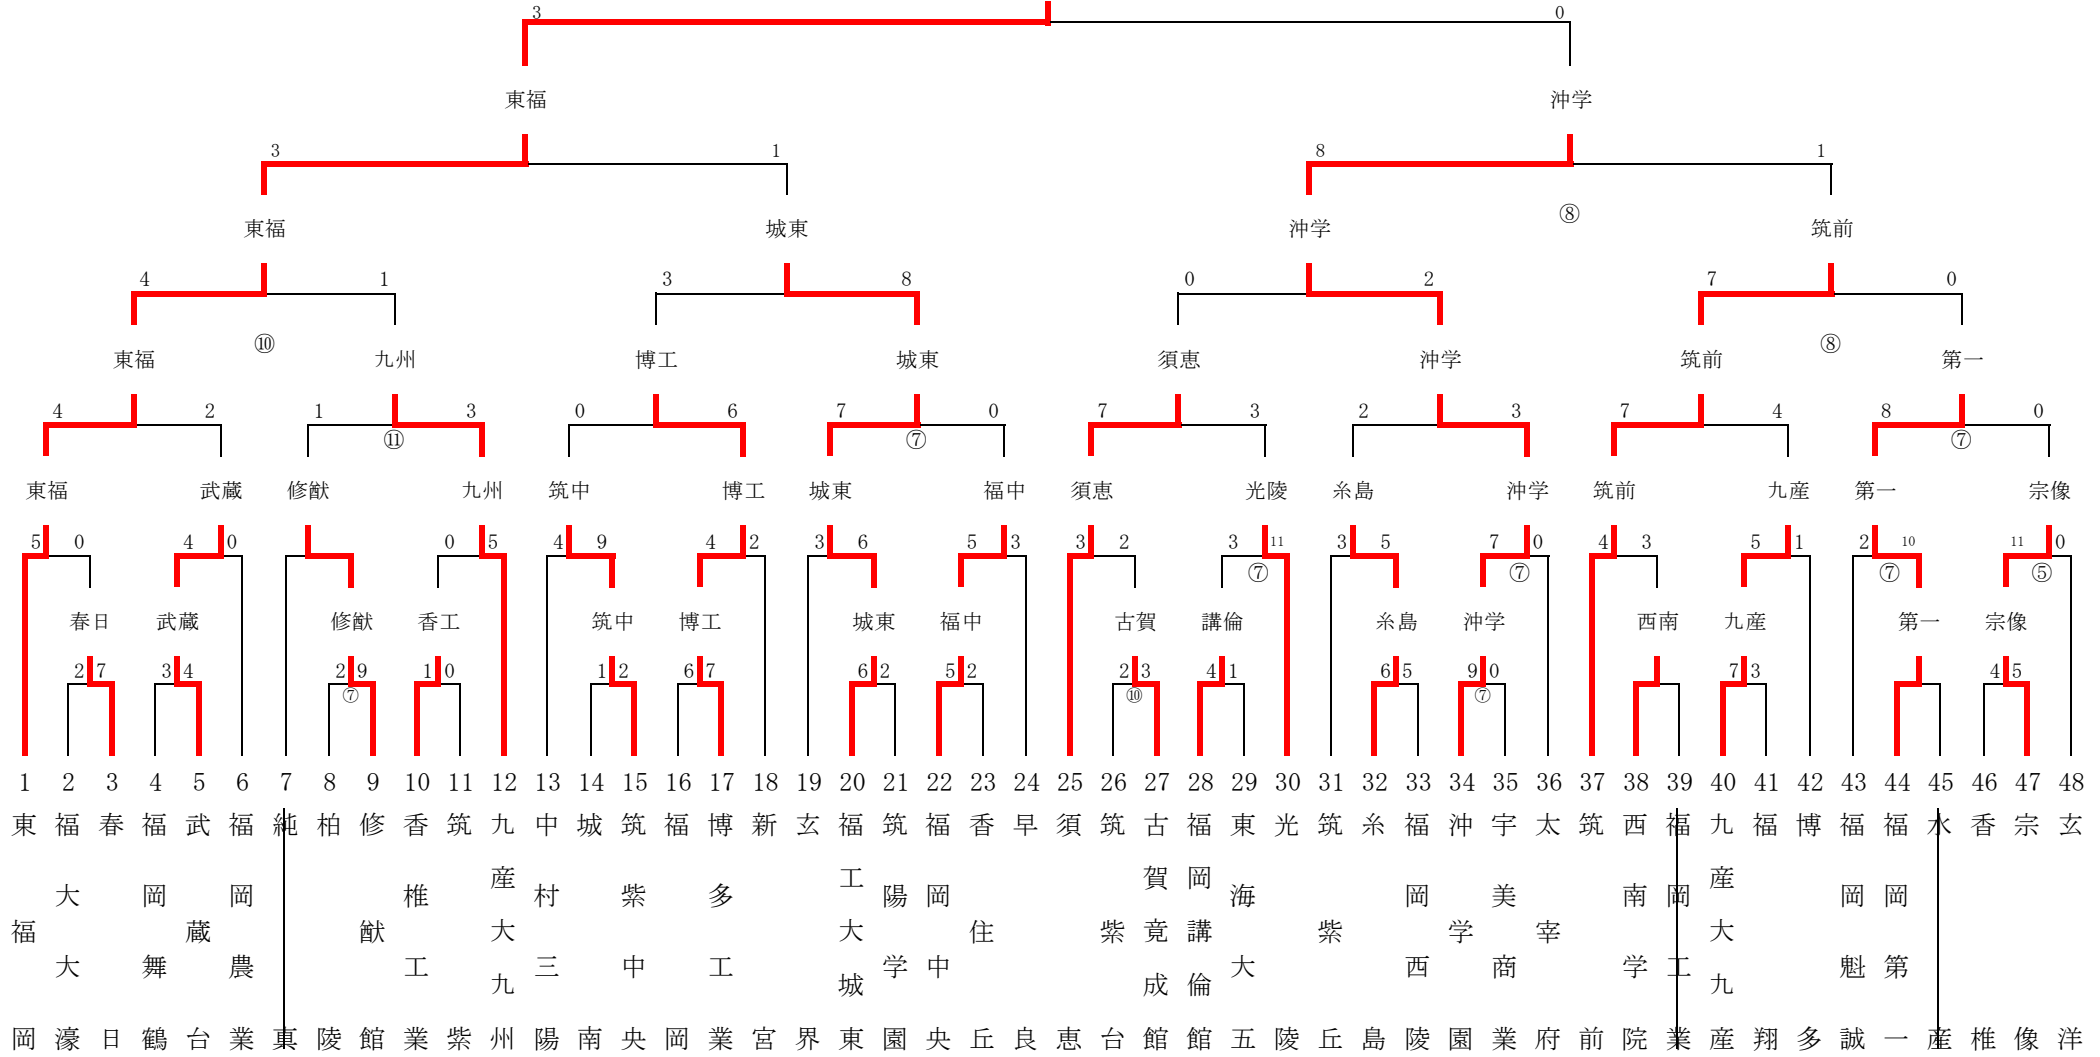 3 0
東福 沖学
3 1 8 1
⑧
東福 城東 沖学 筑前
4 1 3 8 0 2 7 0
⑩ ⑧
東福 九州 博工 城東 須恵 沖学 筑前 第一
4 2 1 3 0 6 7 0 7 3 2 3 7 4 8 0
⑪ ⑦ ⑦
東福 武蔵 修猷 九州 筑中 博工 城東 福中 須恵 光陵 糸島 沖学 筑前 九産 第一 宗像
5 0 4 0 0 5 4 9 4 2 3 6 5 3 3 2 3 11 3 5 7 0 4 3 5 1 2 10 11 0
⑦ ⑦ ⑦ ⑤
春日 武蔵 修猷 香工 筑中 博工 城東 福中 古賀 講倫 糸島 沖学 西南 九産 第一 宗像
2 7 3 4 2 9 1 0 1 2 6 7 6 2 5 2 2 3 4 1 6 5 9 0 7 3 4 5
⑦ ⑩ ⑦
1 2 3 4 5 6 7 8 9 10 11 12 13 14 15 16 17 18 19 20 21 22 23 24 25 26 27 28 29 30 31 32 33 34 35 36 37 38 39 40 41 42 43 44 45 46 47 48
東福岡
福大大濠
春日
福岡舞鶴
武蔵台
福岡農業
純真
柏陵
修猷館
香椎工業
筑紫
九産大九州
中村三陽
城南
筑紫中央
福岡
博多工業
新宮
玄界
福工大城東
筑陽学園
福岡中央
香住丘
早良
須恵
筑紫台
古賀竟成館
福岡講倫館
東海大五
光陵
筑紫丘
糸島
福岡西陵
沖学園
宇美商業
太宰府
筑前
西南学院
福岡工業
九産大九産
福翔
博多
福岡魁誠
福岡第一
水産
香椎
宗像
玄洋